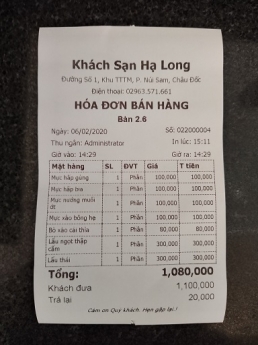 Khách Sạn Hạ Long
Đường Số 1, Khu TTTM, P. Núi Sam, Châu Đốc
Điện thoại: 02963.571.661
HÓA ĐƠN BÁN HÀNG
Bàn 2.6
Ngày: 06/02/2020 Số: 022000004
Thu ngân: Administrator In lúc: 15:11
Giờ vào: 14:29 Giờ ra: 14:29
Mặt hàng SL ĐVT Giá T tiền
Mực hấp gừng 1 Phần 100,000 100,000
Mực hấp 1 Phần 100,000 100,000
Mực nướng muối
ớt 1 Phần 100,000 100,000
Mực xào bông hẹ 1 Phần 100,000 100,000
Bò xào cải thìa 1 Phần 80,000 80,000
Lẩu ngọt thập
cẩm 1 Phần 300,000 300,000
Lẩu thái 1 Phần 300,000 300,000
Tổng: 1,080,000
Khách đưa 1,100,000
Trả lại 20,000
Cám ơn Quý khách. Hẹn gặp lại.!